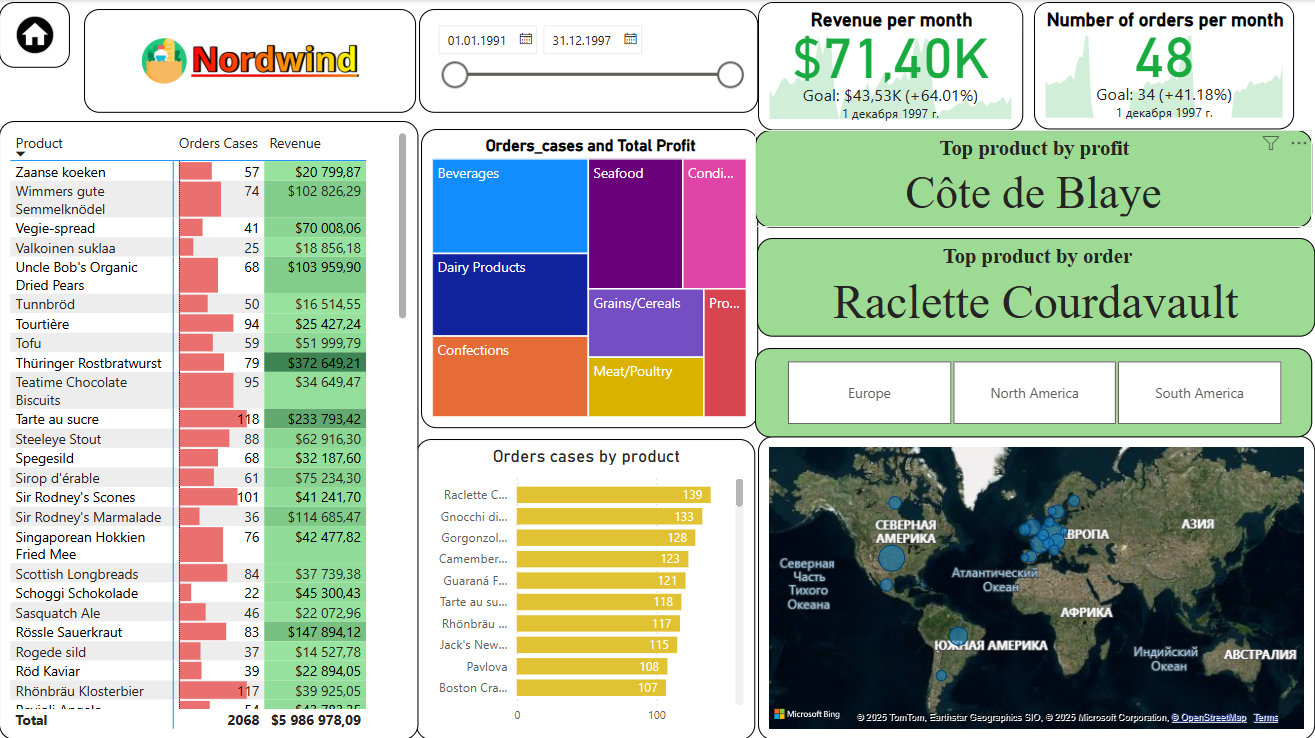 Nordwind
01.01.1991
31.12.1997
Revenue per month
$71,40K
Goal: $43,53K (+64.01%)
1 декабря 1997 г.
Number of orders per month
48
Goal: 34 (+41.18%)
1 декабря 1997 г.
Product Orders Cases Revenue
Zaanse koeken 57 $20 799,87
Wimmers gute 74 $102 826,29
Semmelknödel
Vegie-spread 41 $70 008,06
Valkoinen suklaa 25 $18 856,18
Uncle Bob's Organic 68 $103 959,90
Dried Pears
Tunnbröd 50 $16 514,55
Tourtière 94 $25 427,24
Tofu 59 $51 999,79
Thüringer Rostbratwurst 79 $372 649,21
Teatime Chocolate 95 $34 649,47
Biscuits
Tarte au sucre 118 $233 793,42
Steeleye Stout 88 $62 916,30
Spegesild 68 $32 187,60
Sirop d'érable 61 $75 234,30
Sir Rodney's Scones 101 $41 241,70
Sir Rodney's Marmalade 36 $114 685,47
Singaporean Hokkien 76 $42 477,82
Fried Mee
Scottish Longbreads 84 $37 739,38
Schoggi Schokolade 22 $45 300,43
Sasquatch Ale 46 $22 072,96
Rössle Sauerkraut 83 $147 894,12
Rogede sild 37 $14 527,78
Röd Kaviar 39 $22 894,05
Rhönbräu Klosterbier 117 $39 925,05
Total 2068 $5 986 978,09
Orders_cases and Total Profit
Beverages
Dairy Products
Confections
Seafood
Condi...
Grains/Cereals
Pro...
Meat/Poultry
Orders cases by product
Raclette C... 139
Gnocchi di... 133
Gorgonzol... 128
Camember... 123
Guaraná F... 121
Tarte au su... 118
Rhönbräu ... 117
Jack's New... 115
Pavlova 108
Boston Cra... 107
0 100
Top product by profit
Côte de Blaye
Top product by order
Raclette Courdavault
Europe
North America
South America
СЕВЕРНАЯ
АМЕРИКА
ЕВРОПА
АЗИЯ
Северная
Часть
Тихого
Океана
Атлантический
Океан
АФРИКА
ЮЖНАЯ АМЕРИКА
Индийский
Океан
АВСТРАЛИЯ
Microsoft Bing
© 2025 TomTom, Earthstar Geographics SIO, © 2025 Microsoft Corporation, © OpenStreetMap Terms